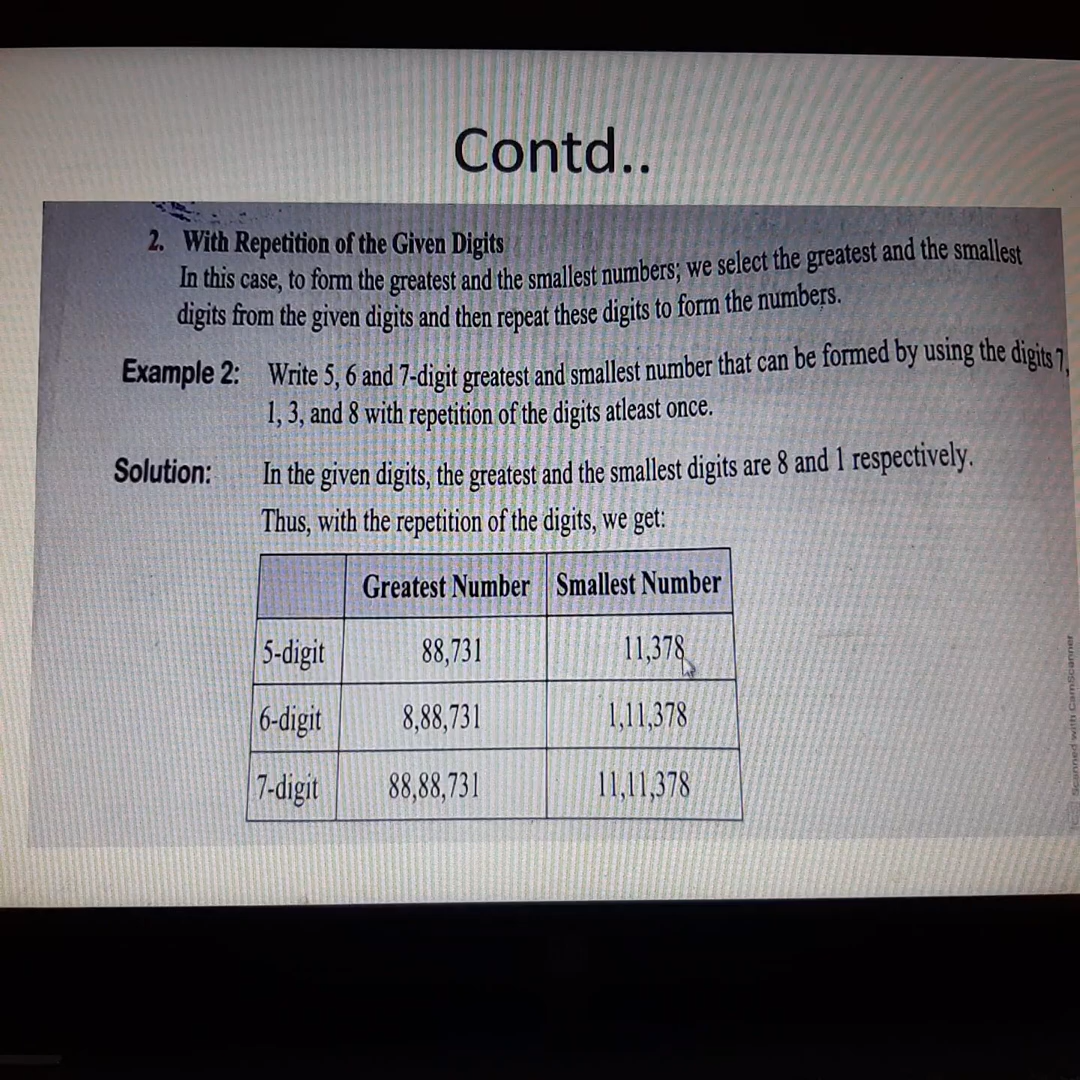 Contd..
2. With Repetition of the Given Digits
In this case, to form the greatest and the smallest numbers; we select the greatest and the smallest
digits from the given digits and then repeat these digits to form the numbers.
Example 2: Write 5, 6 and 7-digit greatest and smallest number that can be formed by using the digits 7,
1, 3, and 8 with repetition of the digits atleast once.
Solution: In the given digits, the greatest and the smallest digits are 8 and 1 respectively.
Thus, with the repetition of the digits, we get:
Greatest Number Smallest Number
5-digit 88,731 11,378
6-digit 8,88,731 1,11,378
7-digit 88,88,731 11,11,378
Scanned with CamScanner